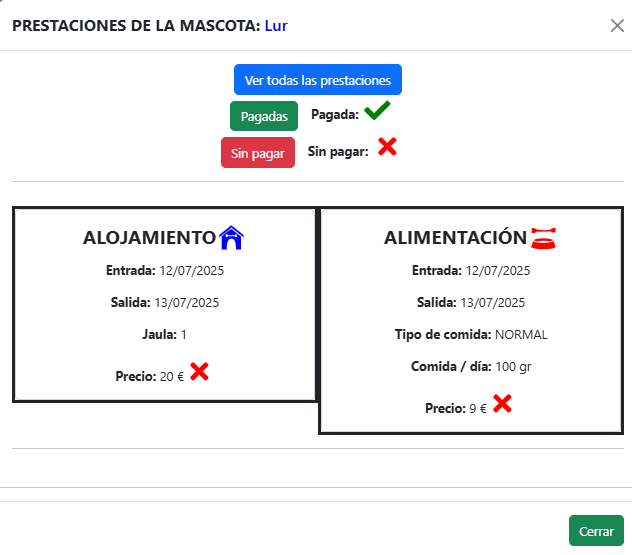 PRESTACIONES DE LA MASCOTA: Lur
Ver todas las prestaciones
Pagadas
Pagada:
Sin pagar
Sin pagar:
ALOJAMIENTO
Entrada: 12/07/2025
Salida: 13/07/2025
Jaula: 1
Precio: 20 €
ALIMENTACIÓN
Entrada: 12/07/2025
Salida: 13/07/2025
Tipo de comida: NORMAL
Comida / día: 100 gr
Precio: 9 €
Cerrar